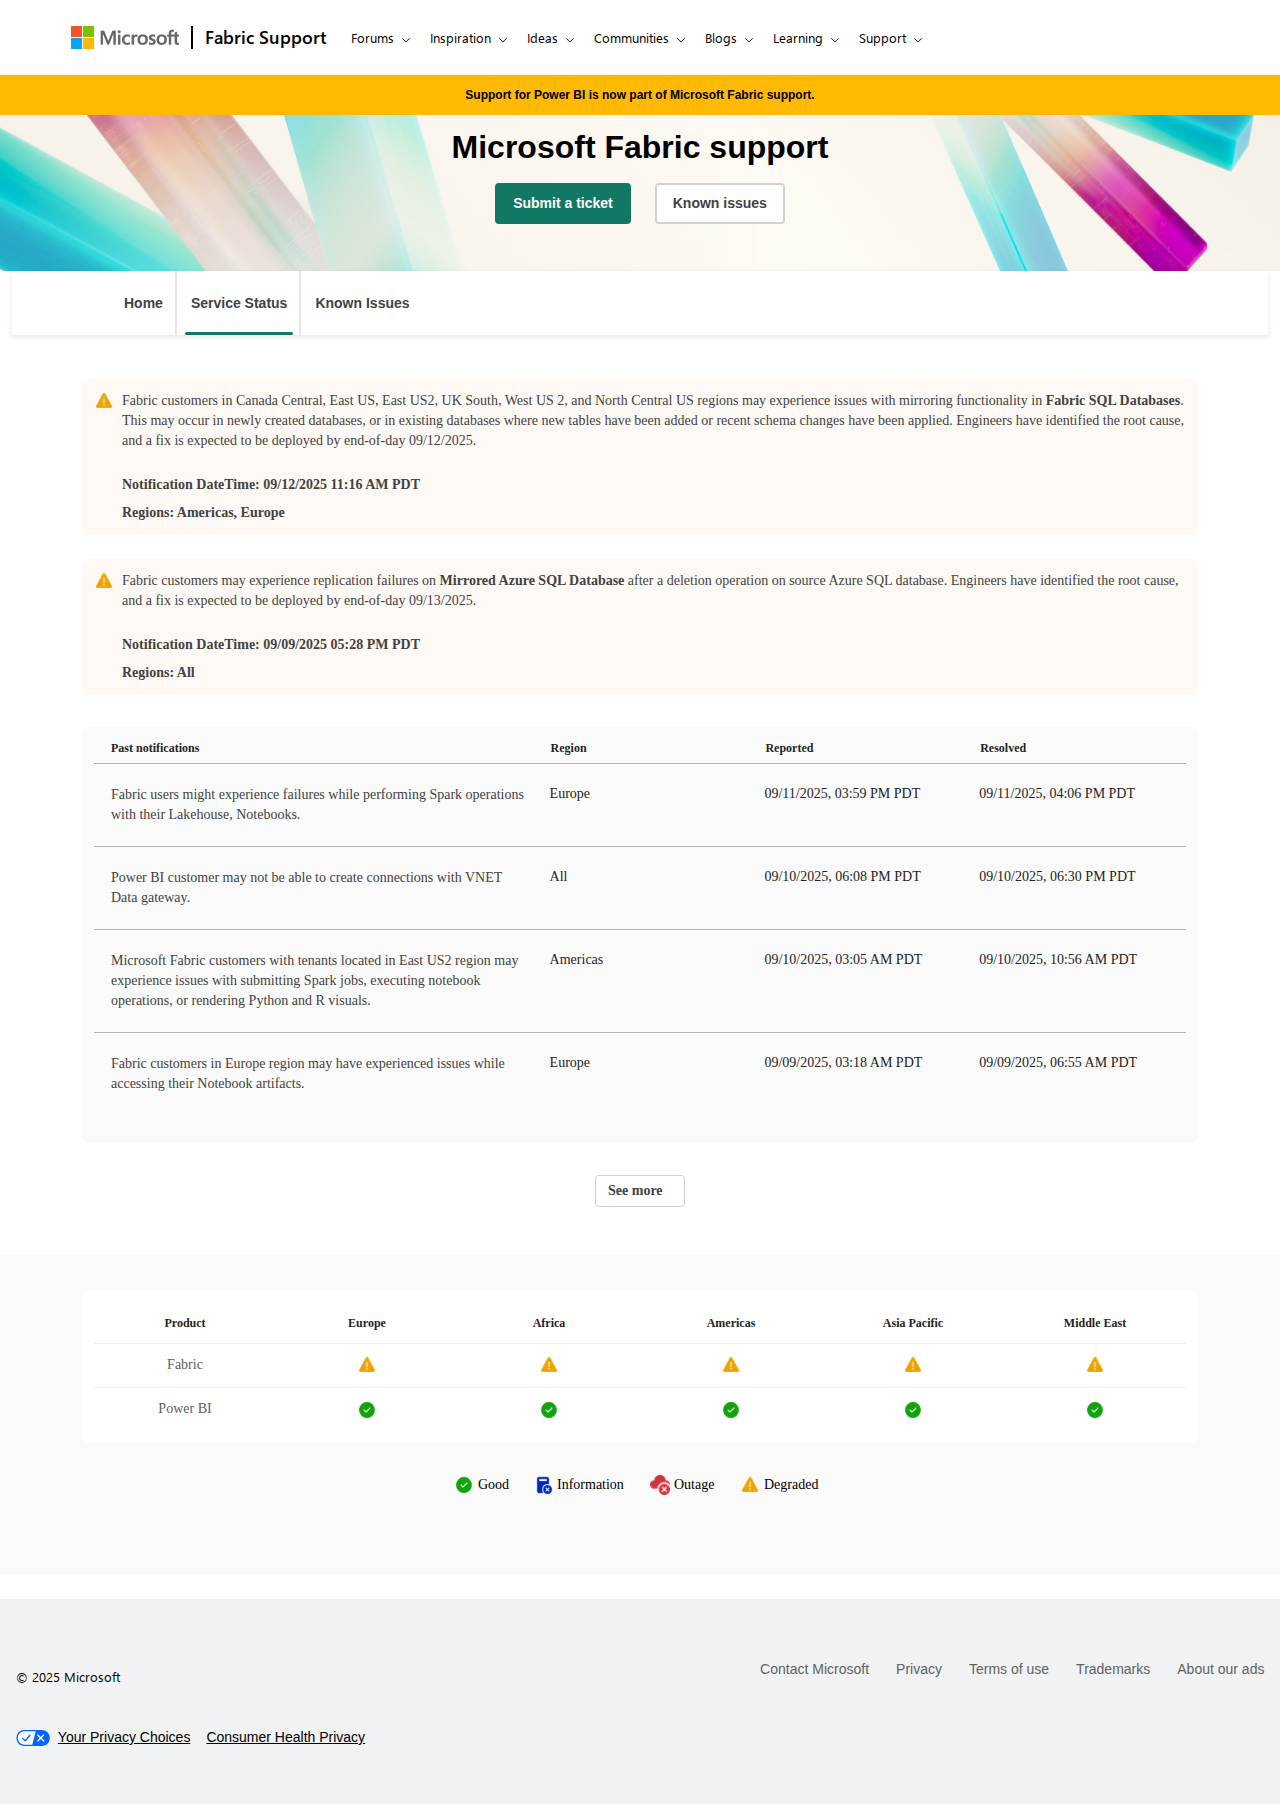 Microsoft | Fabric Support Forums Inspiration Ideas Communities Blogs Learning Support
Support for Power BI is now part of Microsoft Fabric support.
Microsoft Fabric support
Submit a ticket Known issues
Home Service Status Known Issues
Fabric customers in Canada Central, East US, East US2, UK South, West US 2, and North Central US regions may experience issues with mirroring functionality in Fabric SQL Databases.
This may occur in newly created databases, or in existing databases where new tables have been added or recent schema changes have been applied. Engineers have identified the root cause,
and a fix is expected to be deployed by end-of-day 09/12/2025.
Notification DateTime: 09/12/2025 11:16 AM PDT
Regions: Americas, Europe
Fabric customers may experience replication failures on Mirrored Azure SQL Database after a deletion operation on source Azure SQL database. Engineers have identified the root cause,
and a fix is expected to be deployed by end-of-day 09/13/2025.
Notification DateTime: 09/09/2025 05:28 PM PDT
Regions: All
Past notifications Region Reported Resolved
Fabric users might experience failures while performing Spark operations Europe 09/11/2025, 03:59 PM PDT 09/11/2025, 04:06 PM PDT
with their Lakehouse, Notebooks.
Power BI customer may not be able to create connections with VNET All 09/10/2025, 06:08 PM PDT 09/10/2025, 06:30 PM PDT
Data gateway.
Microsoft Fabric customers with tenants located in East US2 region may Americas 09/10/2025, 03:05 AM PDT 09/10/2025, 10:56 AM PDT
experience issues with submitting Spark jobs, executing notebook
operations, or rendering Python and R visuals.
Fabric customers in Europe region may have experienced issues while Europe 09/09/2025, 03:18 AM PDT 09/09/2025, 06:55 AM PDT
accessing their Notebook artifacts.
See more
Product Europe Africa Americas Asia Pacific Middle East
Fabric
Power BI
Good Information Outage Degraded
Contact Microsoft Privacy Terms of use Trademarks About our ads
© 2025 Microsoft
Your Privacy Choices Consumer Health Privacy